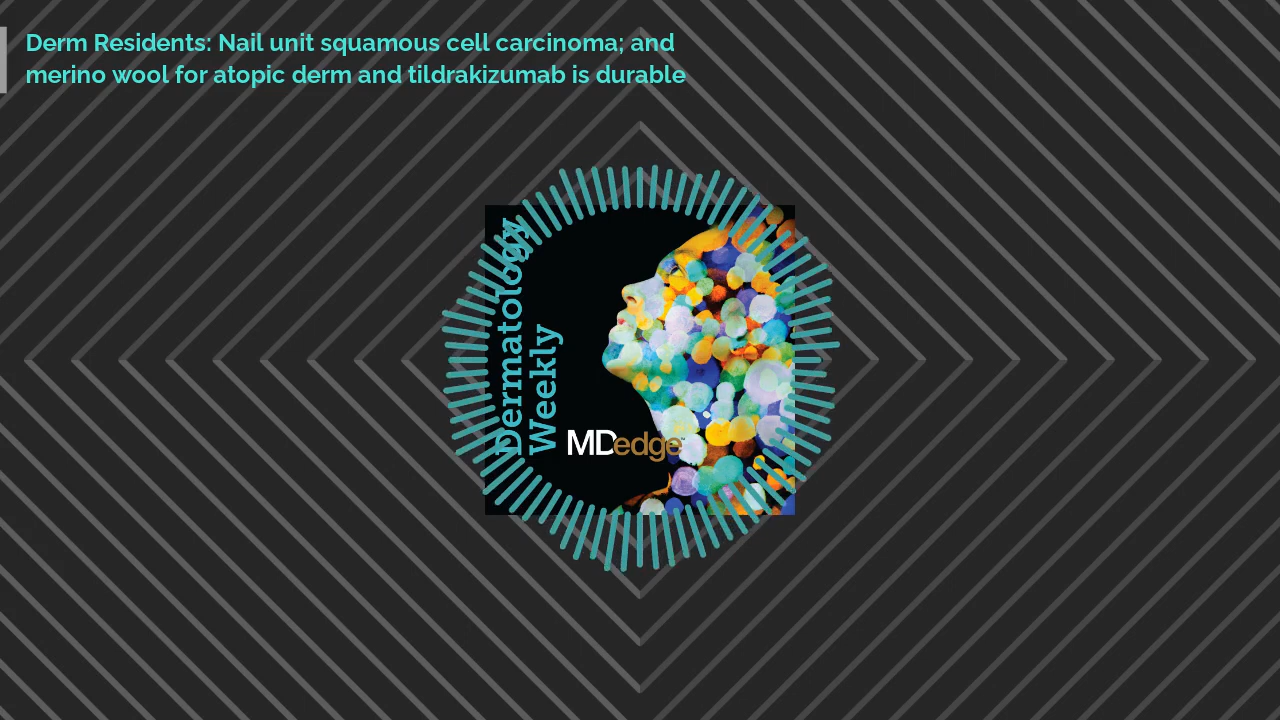 Derm Residents: Nail unit squamous cell carcinoma; and
merino wool for atopic derm and tildrakizumab is durable
Dermatology
Weekly
MDedge